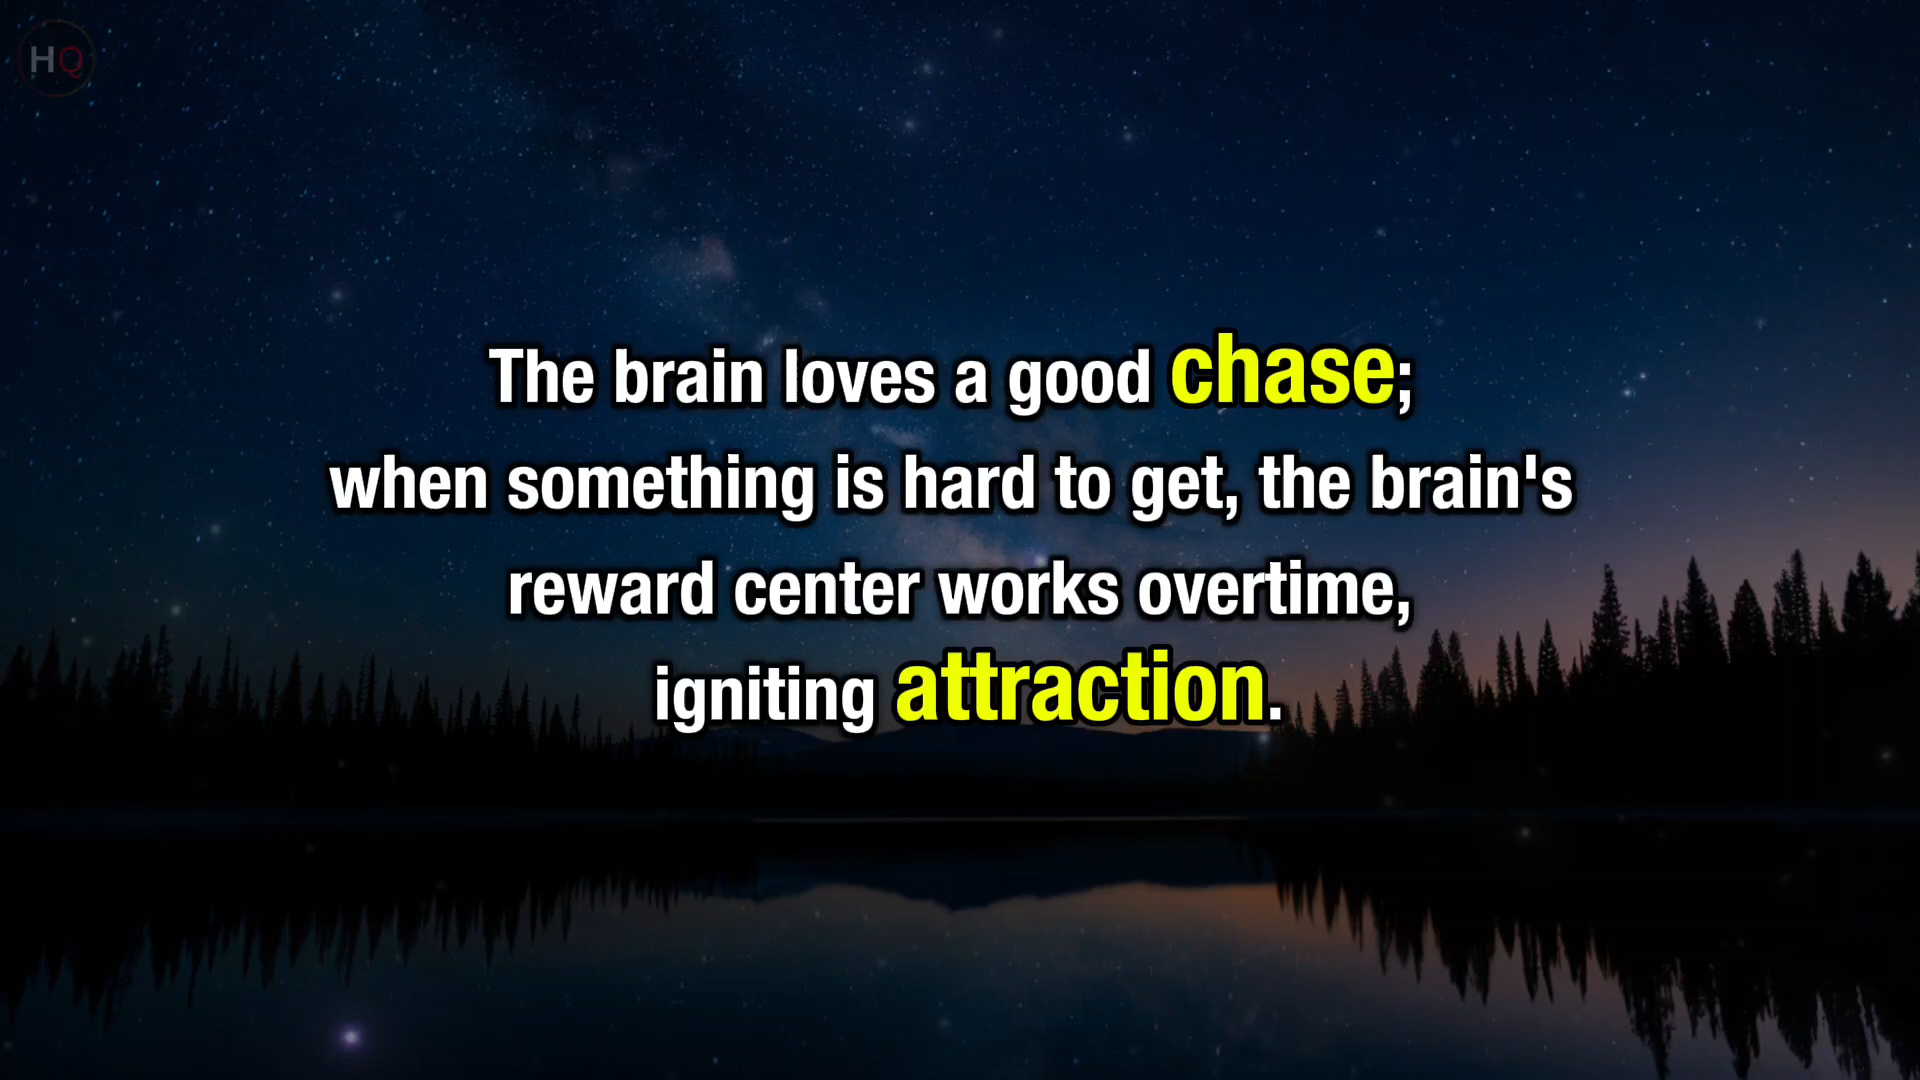 HQ
The brain loves a good chase;
when something is hard to get, the brain's
reward center works overtime,
igniting attraction.